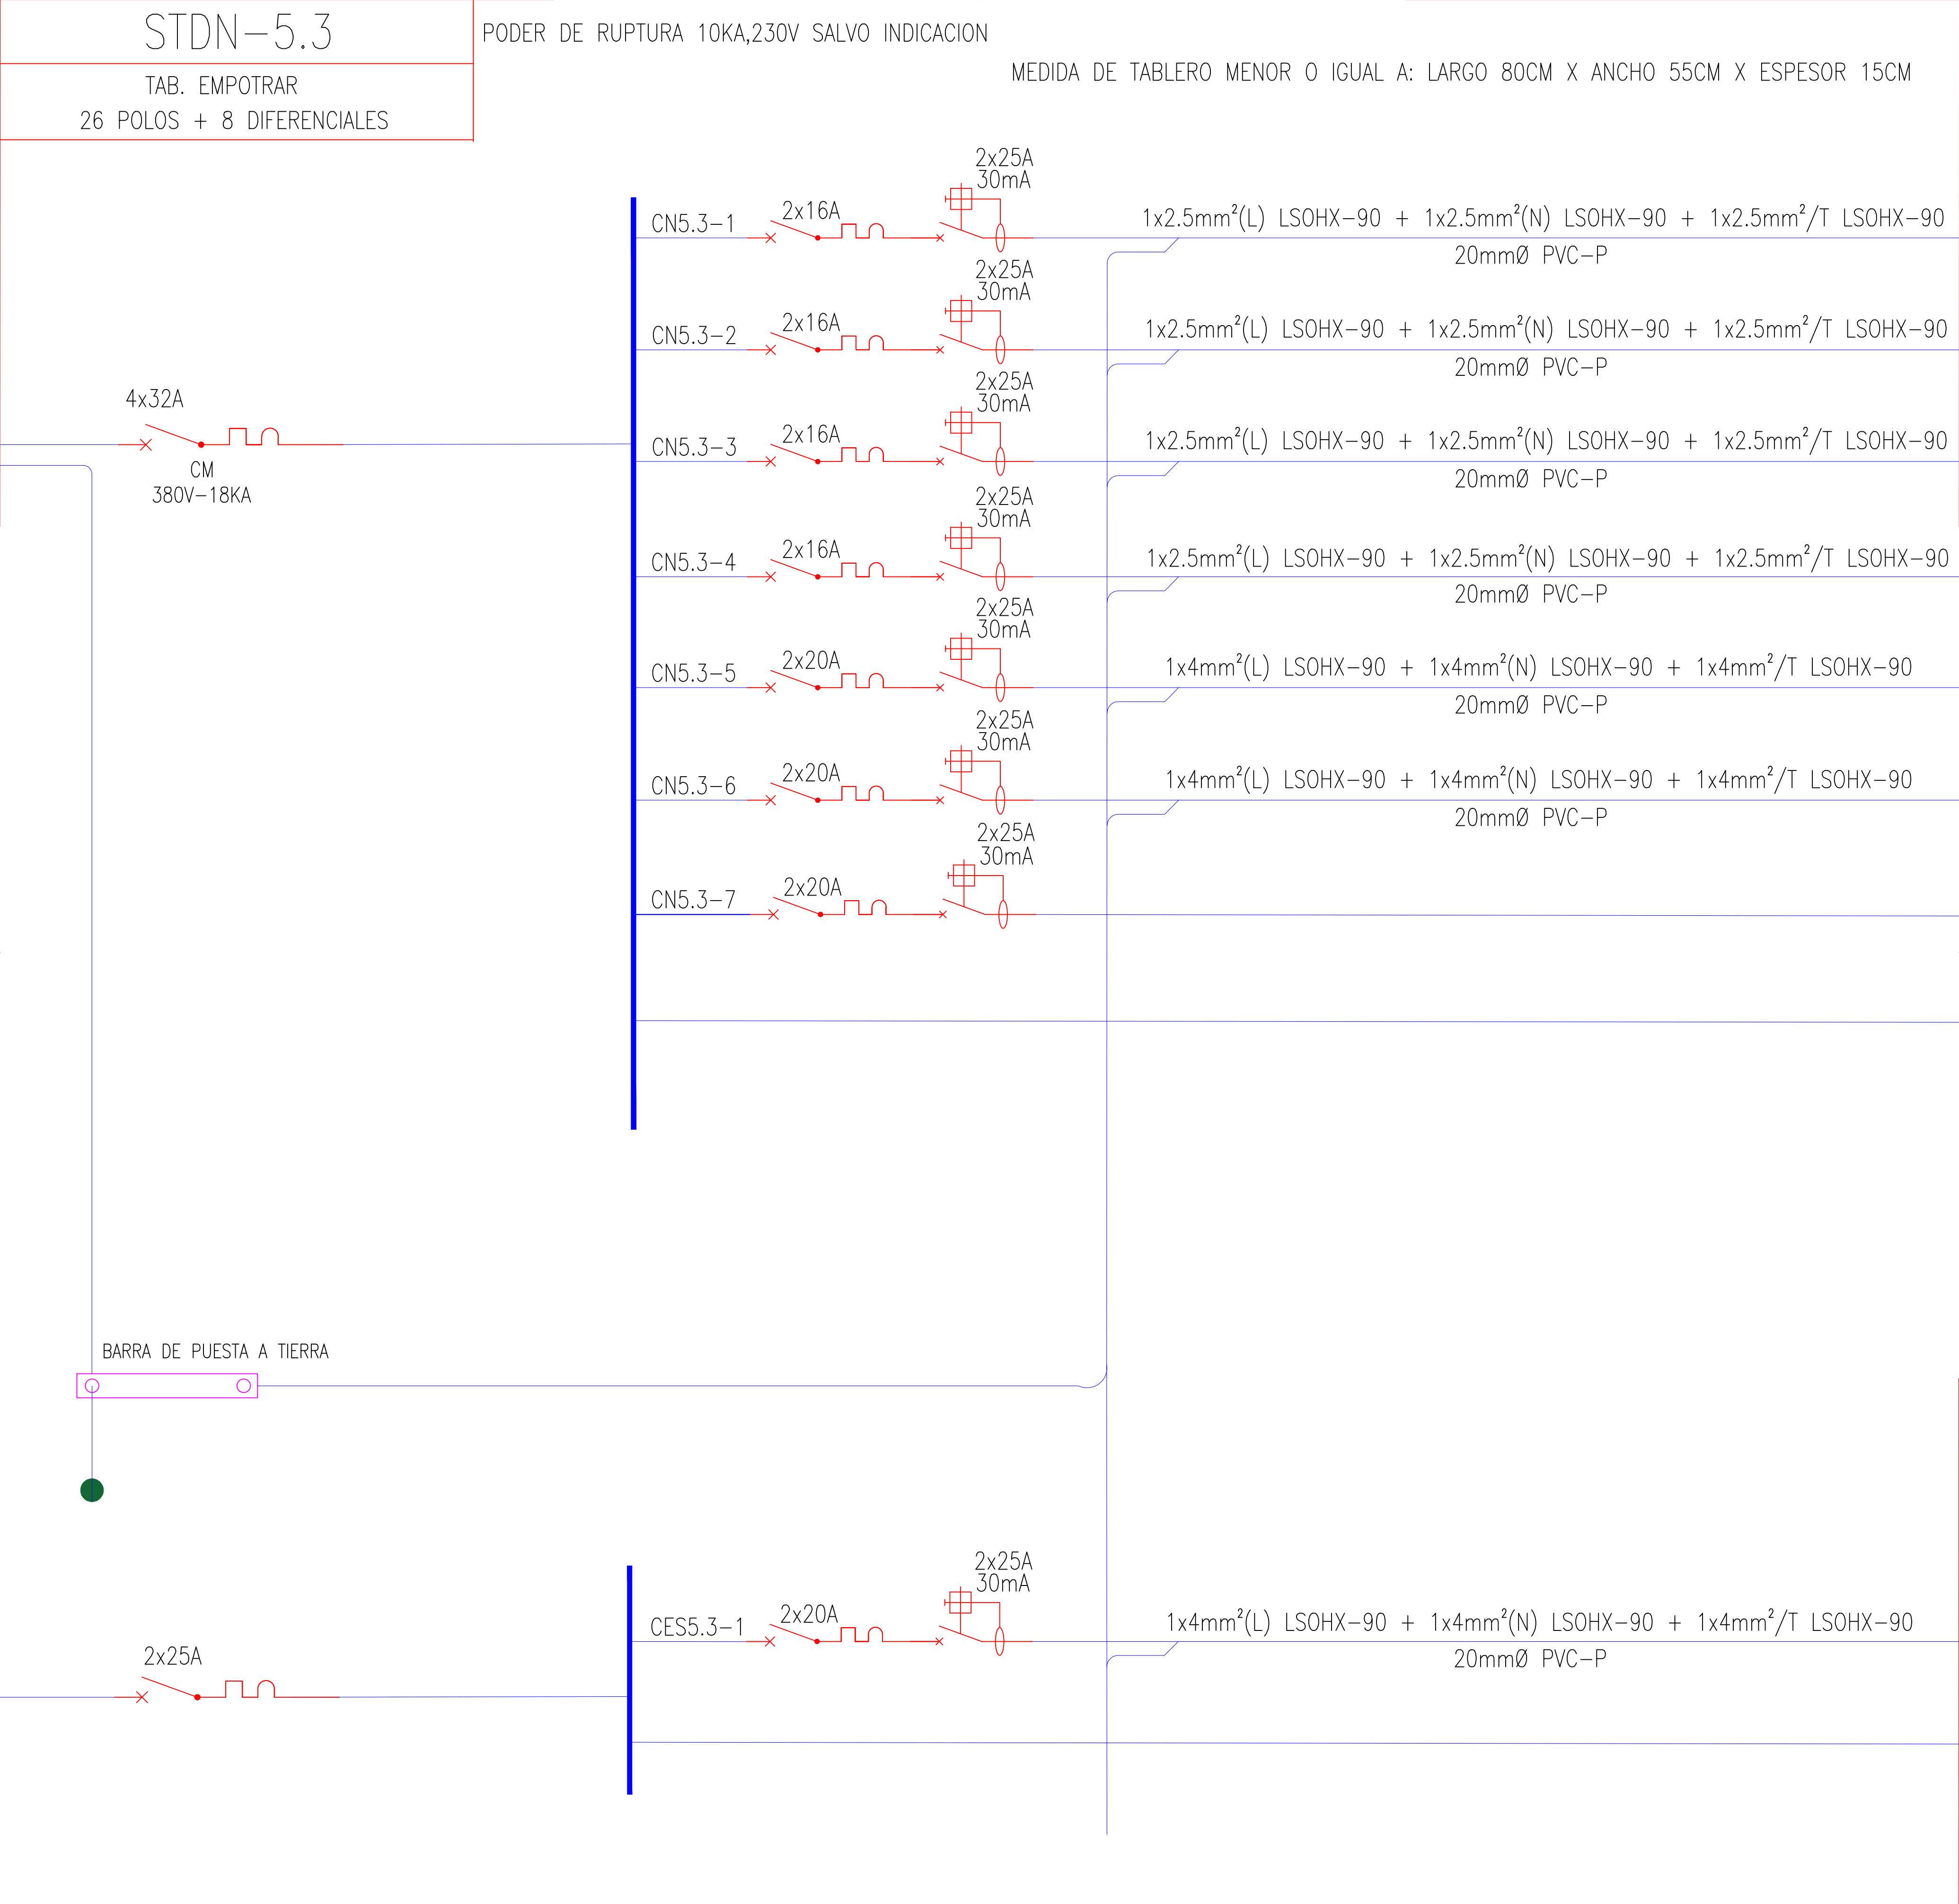 STDN-5.3
TAB. EMPOTRAR
26 POLOS + 8 DIFERENCIALES
PODER DE RUPTURA 10KA,230V SALVO INDICACION
MEDIDA DE TABLERO MENOR O IGUAL A: LARGO 80CM X ANCHO 55CM X ESPESOR 15CM
2x25A
30mA
CN5.3-1
2x16A
1x2.5mm²(L) LSOHX-90 + 1x2.5mm²(N) LSOHX-90 + 1x2.5mm²/T LSOHX-90
20mmØ PVC-P
2x25A
30mA
CN5.3-2
2x16A
1x2.5mm²(L) LSOHX-90 + 1x2.5mm²(N) LSOHX-90 + 1x2.5mm²/T LSOHX-90
20mmØ PVC-P
4x32A
CM
380V-18KA
2x25A
30mA
CN5.3-3
2x16A
1x2.5mm²(L) LSOHX-90 + 1x2.5mm²(N) LSOHX-90 + 1x2.5mm²/T LSOHX-90
20mmØ PVC-P
2x25A
30mA
CN5.3-4
2x16A
1x2.5mm²(L) LSOHX-90 + 1x2.5mm²(N) LSOHX-90 + 1x2.5mm²/T LSOHX-90
20mmØ PVC-P
2x25A
30mA
CN5.3-5
2x20A
1x4mm²(L) LSOHX-90 + 1x4mm²(N) LSOHX-90 + 1x4mm²/T LSOHX-90
20mmØ PVC-P
2x25A
30mA
CN5.3-6
2x20A
1x4mm²(L) LSOHX-90 + 1x4mm²(N) LSOHX-90 + 1x4mm²/T LSOHX-90
20mmØ PVC-P
2x25A
30mA
CN5.3-7
2x20A
BARRA DE PUESTA A TIERRA
2x25A
30mA
CES5.3-1
2x20A
1x4mm²(L) LSOHX-90 + 1x4mm²(N) LSOHX-90 + 1x4mm²/T LSOHX-90
20mmØ PVC-P
2x25A